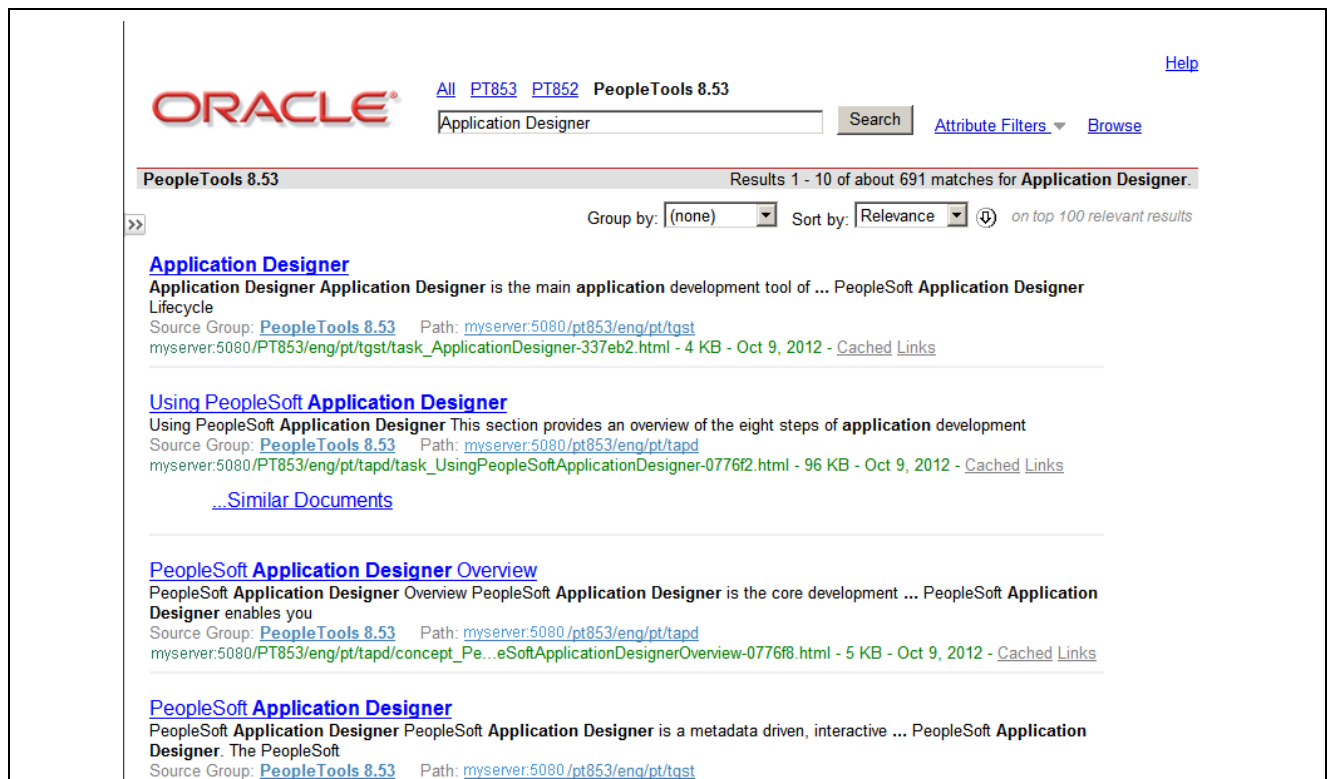 Help
ORACLE®
All PT853 PT852 PeopleTools 8.53
Application Designer Search Attribute Filters Browse
PeopleTools 8.53 Results 1 - 10 of about 691 matches for Application Designer.
>> Group by: (none) Sort by: Relevance on top 100 relevant results
Application Designer
Application Designer Application Designer is the main application development tool of ... PeopleSoft Application Designer
Lifecycle
Source Group: PeopleTools 8.53 Path: myserver:5080/pt853/eng/pt/tgst
myserver:5080/PT853/eng/pt/tgst/task_ApplicationDesigner-337eb2.html - 4 KB - Oct 9, 2012 - Cached Links
Using PeopleSoft Application Designer
Using PeopleSoft Application Designer This section provides an overview of the eight steps of application development
Source Group: PeopleTools 8.53 Path: myserver:5080/pt853/eng/pt/tapd
myserver:5080/PT853/eng/pt/tapd/task_UsingPeopleSoftApplicationDesigner-0776f2.html - 96 KB - Oct 9, 2012 - Cached Links
...Similar Documents
PeopleSoft Application Designer Overview
PeopleSoft Application Designer Overview PeopleSoft Application Designer is the core development ... PeopleSoft Application
Designer enables you
Source Group: PeopleTools 8.53 Path: myserver:5080/pt853/eng/pt/tapd
myserver:5080/PT853/eng/pt/tapd/concept_Pe...eSoftApplicationDesignerOverview-0776f8.html - 5 KB - Oct 9, 2012 - Cached Links
PeopleSoft Application Designer
PeopleSoft Application Designer PeopleSoft Application Designer is a metadata driven, interactive ... PeopleSoft Application
Designer. The PeopleSoft
Source Group: PeopleTools 8.53 Path: myserver:5080/pt853/eng/pt/tgst